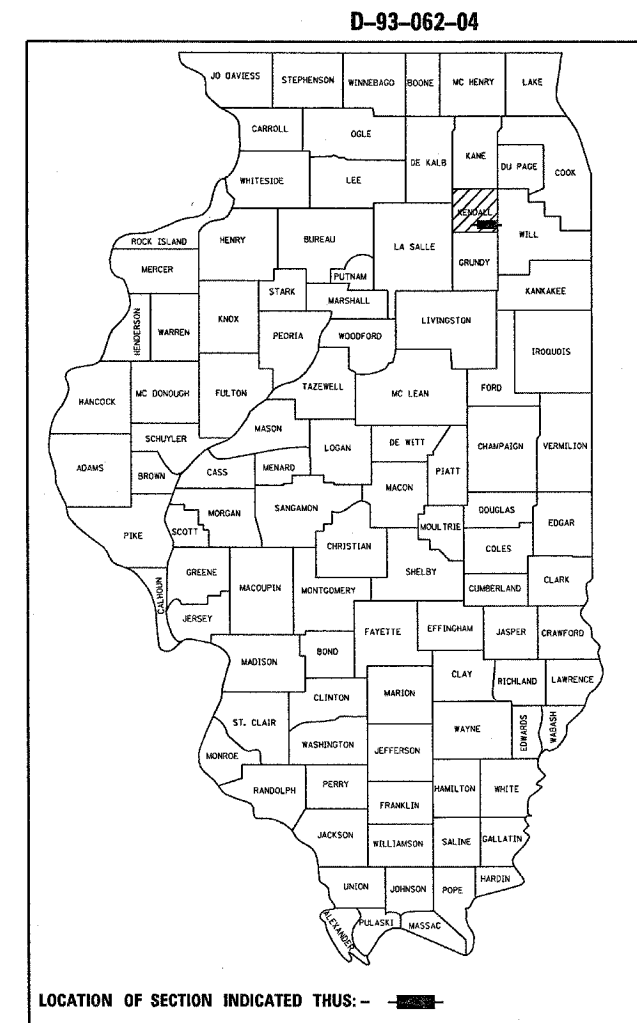 D-93-062-04
JO DAVIESS STEPHENSON WINNEBAGO BOONE MC HENRY LAKE
CARROLL OGLE DE KALB KANE DU PAGE COOK
WHITESIDE LEE
KENDALL
ROCK ISLAND HENRY BUREAU LA SALLE WILL
MERCER PUTNAM GRUNDY
STARK MARSHALL KANKAKEE
HENDERSON WARREN KNOX PEORIA WOODFORD LIVINGSTON
IROQUOIS
HANCOCK MC DONOUGH FULTON TAZEWELL MC LEAN FORD
MASON
SCHUYLER LOGAN DE WITT CHAMPAIGN VERMILION
ADAMS BROWN CASS MENARD PIATT
MACON
PIKE SCOTT MORGAN SANGAMON MOULTRIE DOUGLAS EDGAR
CHRISTIAN COLES
CALHOUN GREENE MACOUPIN MONTGOMERY SHELBY CUMBERLAND CLARK
JERSEY
FAYETTE EFFINGHAM JASPER CRAWFORD
MADISON BOND
CLAY RICHLAND LAWRENCE
CLINTON MARION
ST. CLAIR WAYNE EDWARDS WABASH
WASHINGTON JEFFERSON
MONROE
RANDOLPH PERRY HAMILTON WHITE
FRANKLIN
JACKSON WILLIAMSON SALINE GALLATIN
UNION JOHNSON POPE HARDIN
ALEXANDER PULASKI MASSAC
LOCATION OF SECTION INDICATED THUS:-